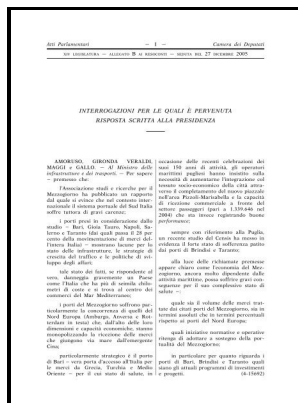 Atti Parlamentari — 1 — Camera dei Deputati
XIV LEGISLATURA — ALLEGATO B AI RESOCONTI — SEDUTA DEL 27 DICEMBRE 2005
INTERROGAZIONI PER LE QUALI È PERVENUTA
RISPOSTA SCRITTA ALLA PRESIDENZA
AMORUSO, GIRONDA VERALDI,
MAGGI e GALLO. — Al Ministro delle
infrastrutture e dei trasporti. — Per sapere
– premesso che:
l'Associazione studi e ricerche per il
Mezzogiorno ha pubblicato un rapporto
dal quale si evince che nel contesto inter-
nazionale il sistema portuale del Sud Italia
soffre tuttora di gravi carenze;
i porti presi in considerazione dallo
studio – Bari, Gioia Tauro, Napoli, Sa-
lerno e Taranto (dai quali passa il 28 per
cento della movimentazione di merci del-
l'intera Italia) – mostrano lacune per lo
stato delle infrastrutture, le strategie di
crescita del traffico e le politiche di svi-
luppo degli affari;
tale stato dei fatti, se rispondente al
vero, danneggia gravemente un Paese
come l'Italia che ha più di seimila chilo-
metri di coste e si trova al centro dei
commerci del Mar Mediterraneo;
i porti del Mezzogiorno soffrono par-
ticolarmente la concorrenza di quelli del
Nord Europa (Amburgo, Anversa e Rot-
terdam in testa) che, dall'alto delle loro
dimensioni e capacità economiche, stanno
monopolizzando la ricezione delle merci
che giungono via mare dall'emergente
Cina;
particolarmente strategico è il porto
di Bari – vera porta d'accesso all'Italia per
le merci da Grecia, Turchia e Medio
Oriente – per il cui stato di salute, in
occasione delle recenti celebrazioni dei
suoi 150 anni di attività, gli operatori
marittimi pugliesi hanno insistito sulla
necessità di aumentarne l'integrazione col
tessuto socio-economico della città attra-
verso il completamento del nuovo piazzale
nell'area Pizzoli-Marisabella e la capacità
di ricezione commerciale a fronte del
settore passeggeri (pari a 1.339.646 nel
2004) che sta invece registrando buone
performance;
sempre con riferimento alla Puglia,
un recente studio del Censis ha messo in
evidenza il forte stato di sofferenza patito
dai porti di Brindisi e Taranto;
alla luce delle richiamate premesse
appare chiaro come l'economia del Mez-
zogiorno, ancora molto dipendente dalle
attività marittime, possa soffrire gravi con-
seguenze per il suo complessivo stato di
salute –:
quale sia il volume delle merci trat-
tate dai citati porti del Mezzogiorno, sia in
termini assoluti che in termini percentuali
rispetto ai porti del Nord Europa;
quali iniziative normative e operative
ritenga di adottare a sostegno della por-
tualità del Mezzogiorno;
in particolare per quanto riguarda i
porti di Bari, Brindisi e Taranto quali
siano gli attuali programmi di investimenti
e progetti. (4-15692)